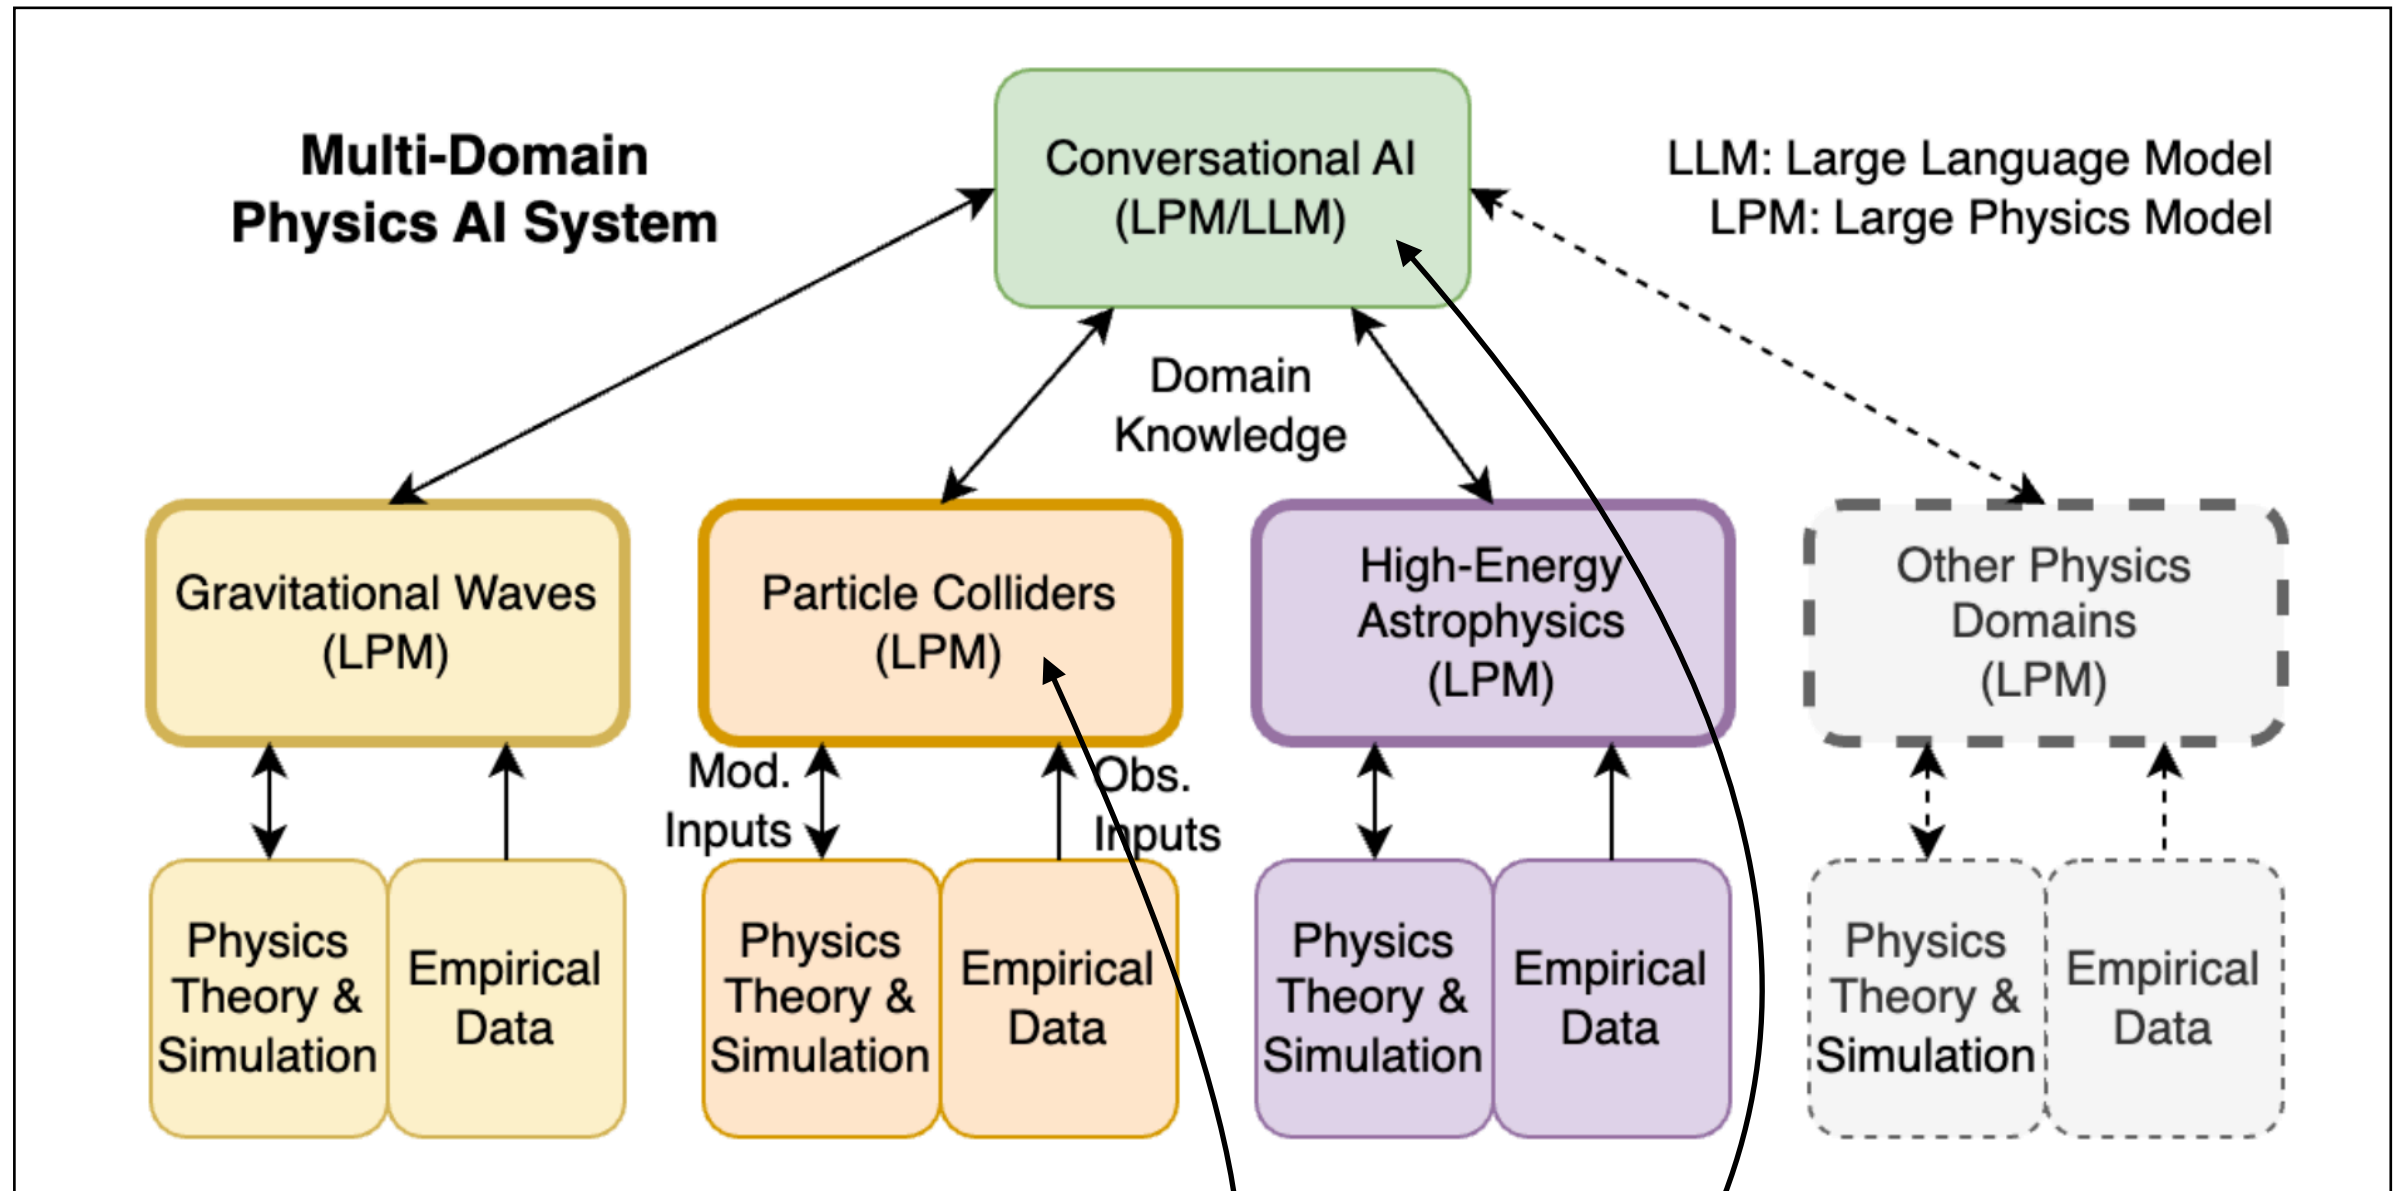 Multi-Domain
Physics AI System
Conversational AI
(LPM/LLM)
LLM: Large Language Model
LPM: Large Physics Model
Domain
Knowledge
Gravitational Waves
(LPM)
Particle Colliders
(LPM)
High-Energy
Astrophysics
(LPM)
Other Physics
Domains
(LPM)
Mod.
Inputs
Obs.
Inputs
Physics
Theory &
Simulation
Empirical
Data
Physics
Theory &
Simulation
Empirical
Data
Physics
Theory &
Simulation
Empirical
Data
Physics
Theory &
Simulation
Empirical
Data